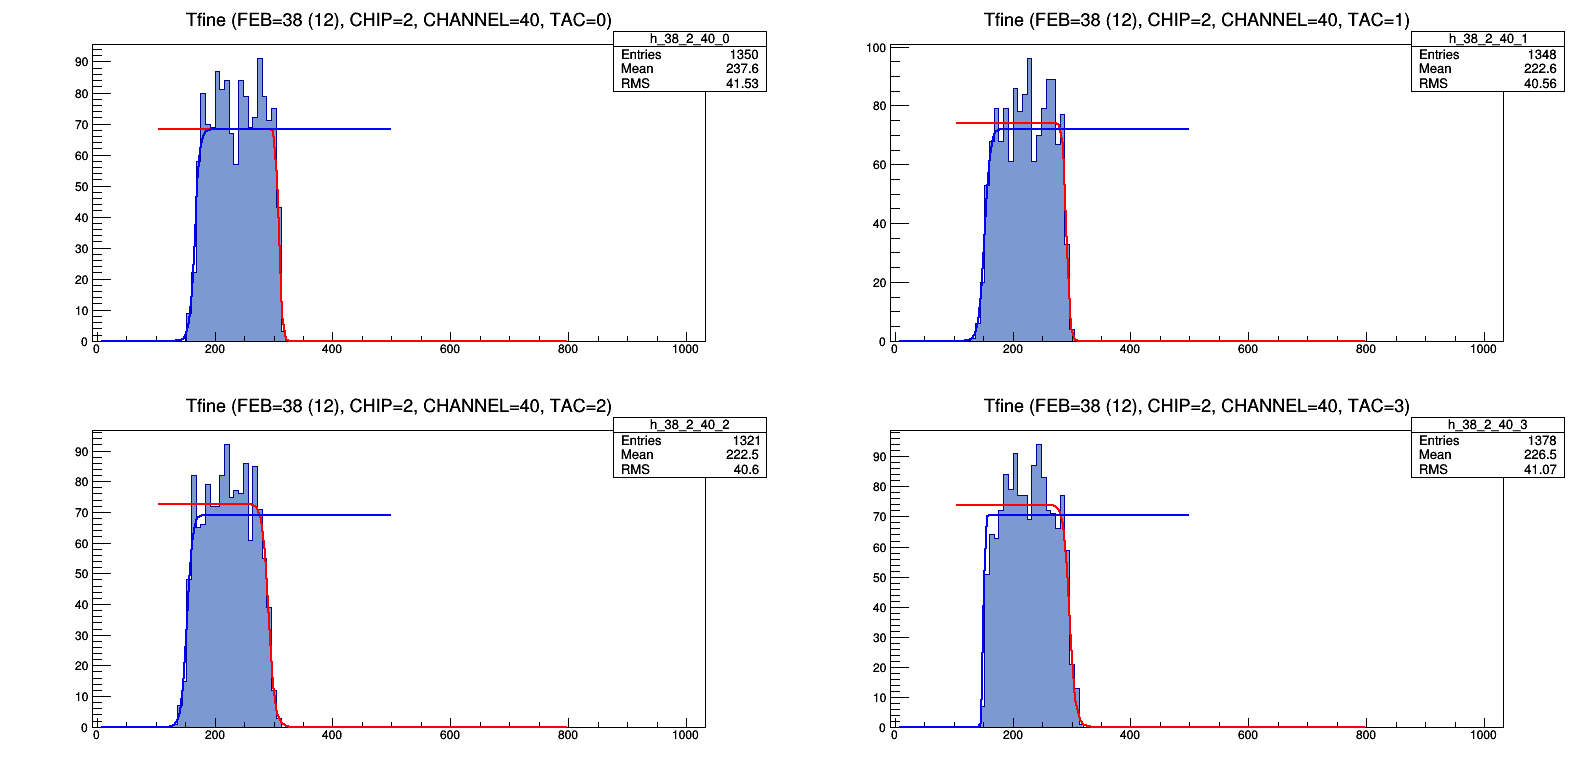 Tfine (FEB=38 (12), CHIP=2, CHANNEL=40, TAC=0)
h_38_2_40_0
Entries 1350
Mean 237.6
RMS 41.53
90
80
70
60
50
40
30
20
10
0
0 200 400 600 800 1000
Tfine (FEB=38 (12), CHIP=2, CHANNEL=40, TAC=1)
h_38_2_40_1
Entries 1348
Mean 222.6
RMS 40.56
100
80
60
40
20
0
0 200 400 600 800 1000
Tfine (FEB=38 (12), CHIP=2, CHANNEL=40, TAC=2)
h_38_2_40_2
Entries 1321
Mean 222.5
RMS 40.6
90
80
70
60
50
40
30
20
10
0
0 200 400 600 800 1000
Tfine (FEB=38 (12), CHIP=2, CHANNEL=40, TAC=3)
h_38_2_40_3
Entries 1378
Mean 226.5
RMS 41.07
90
80
70
60
50
40
30
20
10
0
0 200 400 600 800 1000